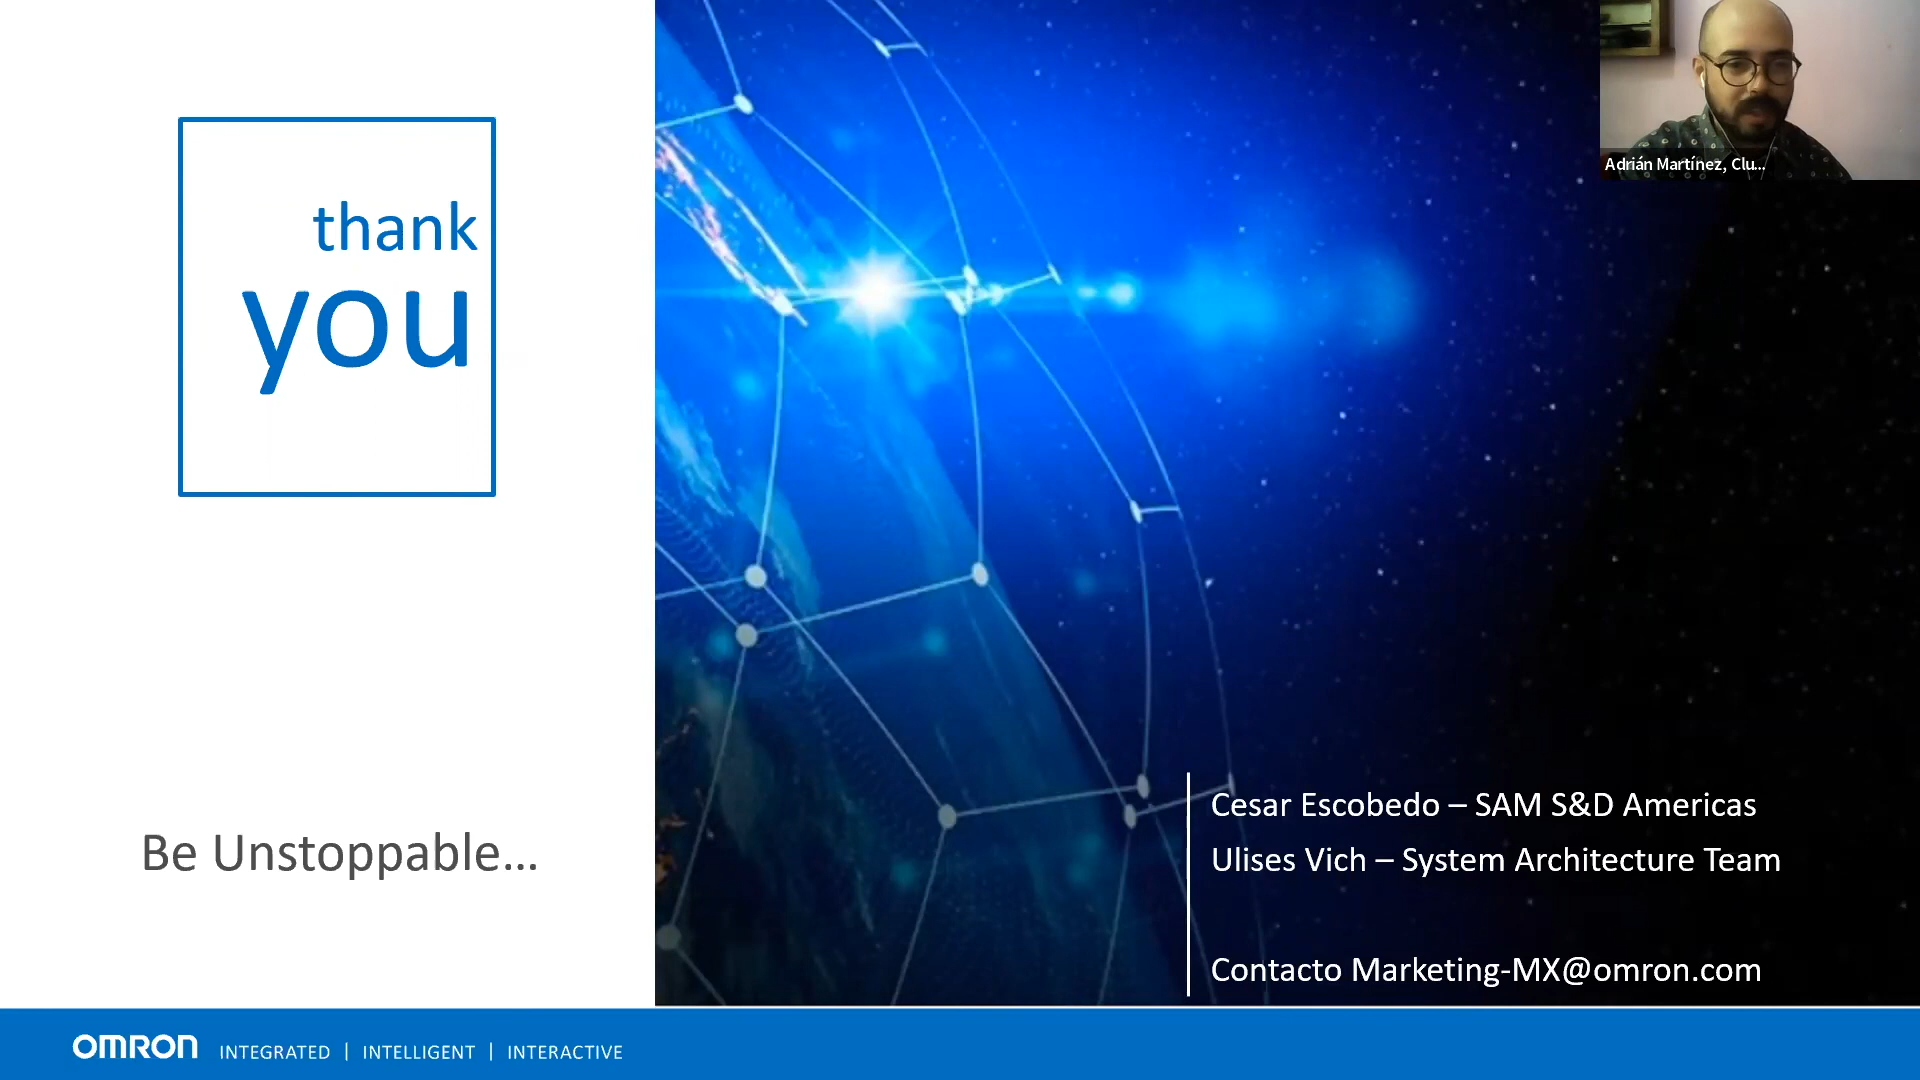 thank
you
Be Unstoppable...
Adrián Martínez, Clu...
Cesar Escobedo – SAM S&D Americas
Ulises Vich – System Architecture Team
Contacto Marketing-MX@omron.com
OMRON INTEGRATED | INTELLIGENT | INTERACTIVE